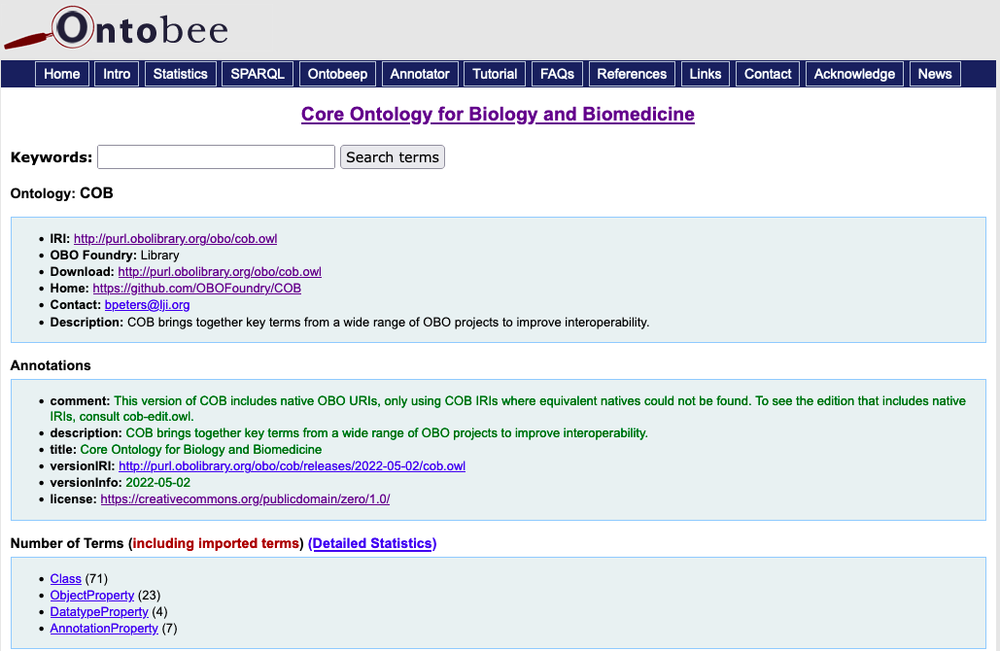 Ontobee
Home Intro Statistics SPARQL Ontobeep Annotator Tutorial FAQs References Links Contact Acknowledge News
Core Ontology for Biology and Biomedicine
Keywords: Search terms
Ontology: COB
• IRI: http://purl.obolibrary.org/obo/cob.owl
• OBO Foundry: Library
• Download: http://purl.obolibrary.org/obo/cob.owl
• Home: https://github.com/OBOFoundry/COB
• Contact: bpeters@lji.org
• Description: COB brings together key terms from a wide range of OBO projects to improve interoperability.
Annotations
• comment: This version of COB includes native OBO URIs, only using COB IRIs where equivalent natives could not be found. To see the edition that includes native
IRIs, consult cob-edit.owl.
• description: COB brings together key terms from a wide range of OBO projects to improve interoperability.
• title: Core Ontology for Biology and Biomedicine
• versionIRI: http://purl.obolibrary.org/obo/cob/releases/2022-05-02/cob.owl
• versionInfo: 2022-05-02
• license: https://creativecommons.org/publicdomain/zero/1.0/
Number of Terms (including imported terms) (Detailed Statistics)
• Class (71)
• ObjectProperty (23)
• DatatypeProperty (4)
• AnnotationProperty (7)